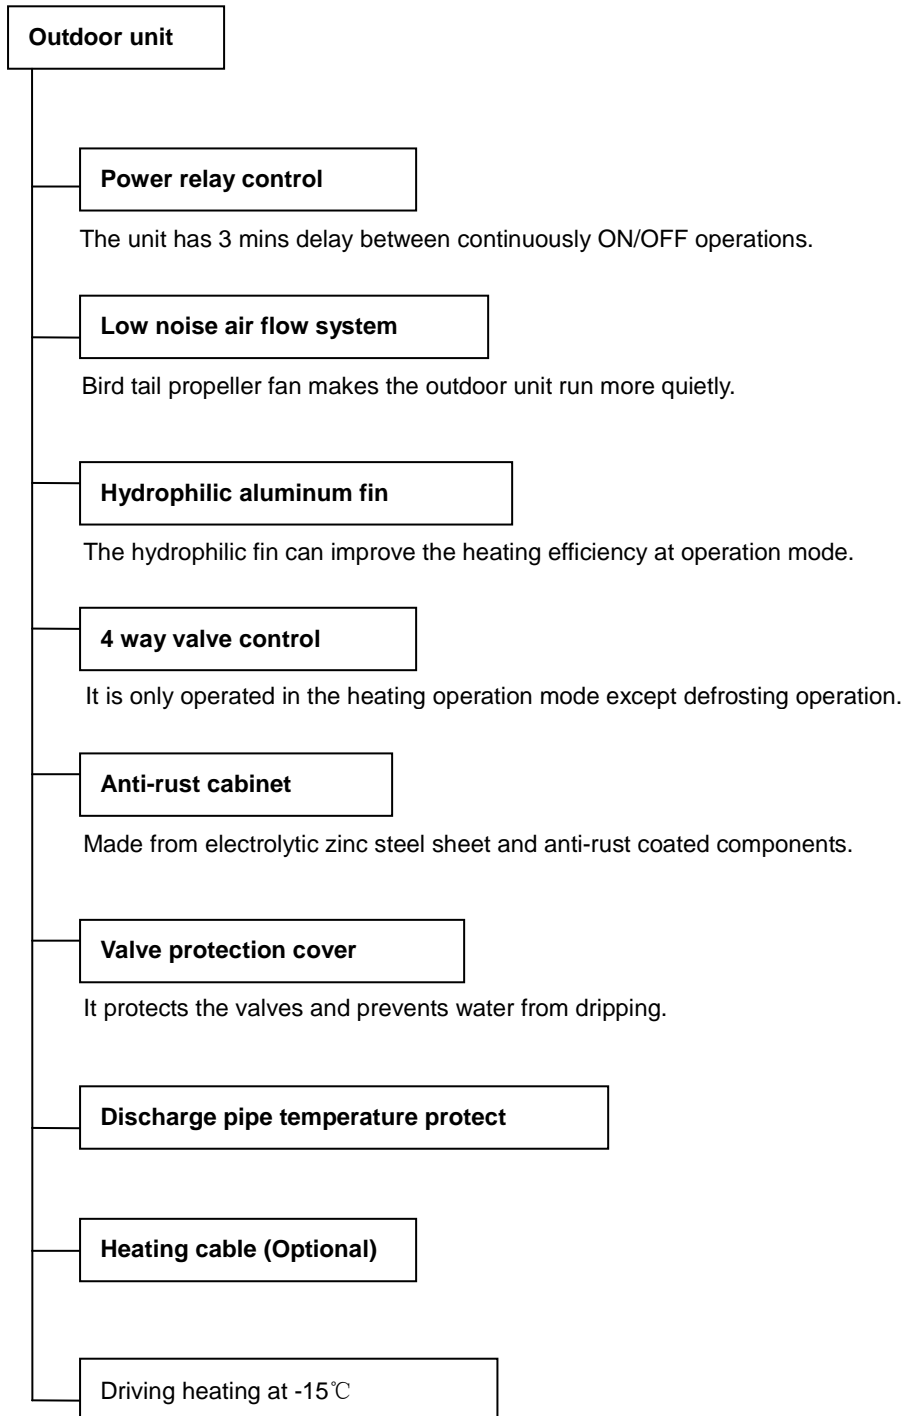 Outdoor unit
Power relay control
The unit has 3 mins delay between continuously ON/OFF operations.
Low noise air flow system
Bird tail propeller fan makes the outdoor unit run more quietly.
Hydrophilic aluminum fin
The hydrophilic fin can improve the heating efficiency at operation mode.
4 way valve control
It is only operated in the heating operation mode except defrosting operation.
Anti-rust cabinet
Made from electrolytic zinc steel sheet and anti-rust coated components.
Valve protection cover
It protects the valves and prevents water from dripping.
Discharge pipe temperature protect
Heating cable (Optional)
Driving heating at -15℃